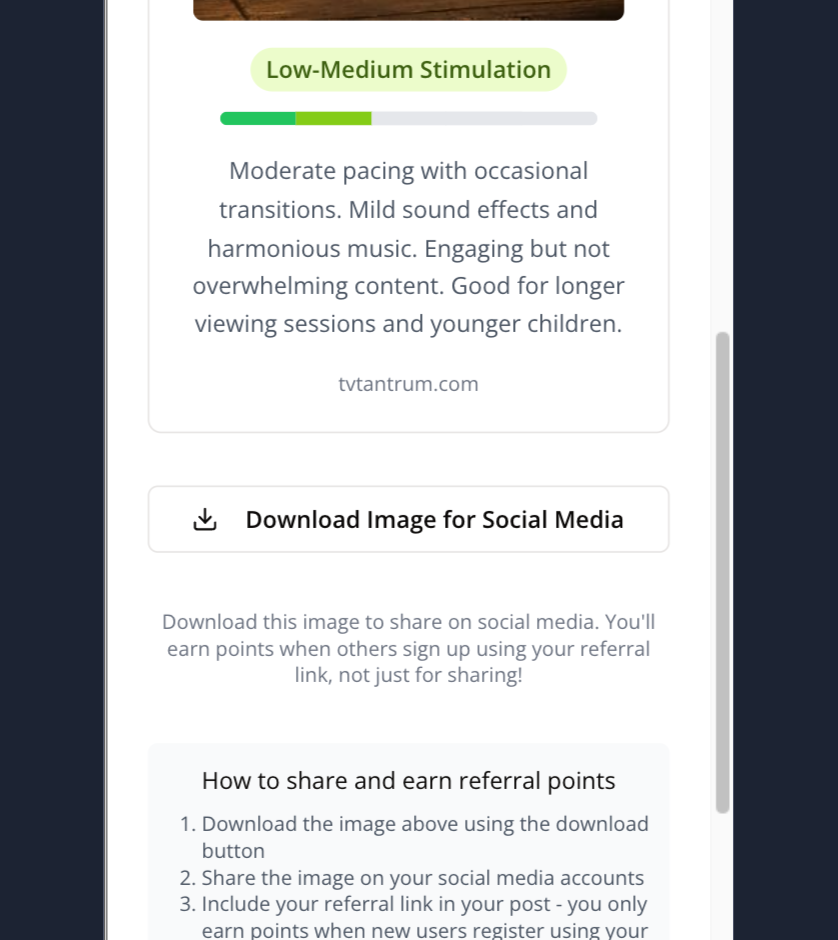 Low-Medium Stimulation
Moderate pacing with occasional
transitions. Mild sound effects and
harmonious music. Engaging but not
overwhelming content. Good for longer
viewing sessions and younger children.
tvtantrum.com
Download Image for Social Media
Download this image to share on social media. You'll
earn points when others sign up using your referral
link, not just for sharing!
How to share and earn referral points
1. Download the image above using the download
button
2. Share the image on your social media accounts
3. Include your referral link in your post - you only
earn points when new users register using your